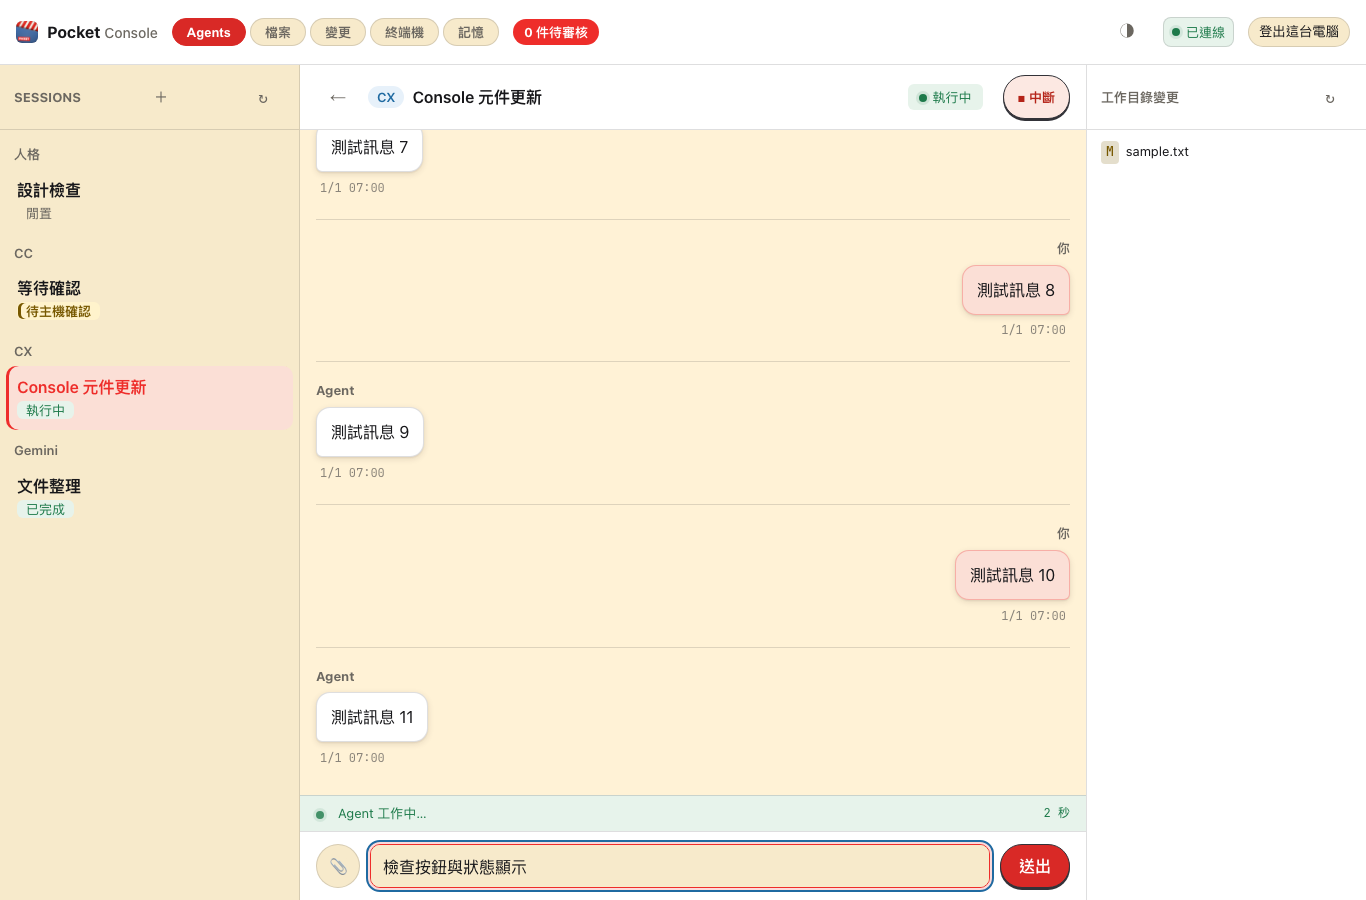 Pocket Console
Agents
檔案
變更
終端機
記憶
0 件待審核
已連線
登出這台電腦
SESSIONS
人格
設計檢查
閒置
CC
等待確認
待主機確認
CX
Console 元件更新
執行中
Gemini
文件整理
已完成
CX Console 元件更新
執行中
中斷
測試訊息 7
1/1 07:00
你
測試訊息 8
1/1 07:00
Agent
測試訊息 9
1/1 07:00
你
測試訊息 10
1/1 07:00
Agent
測試訊息 11
1/1 07:00
Agent 工作中…
2 秒
檢查按鈕與狀態顯示
送出
工作目錄變更
M sample.txt